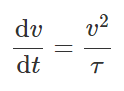 dv/dt = v²/τ